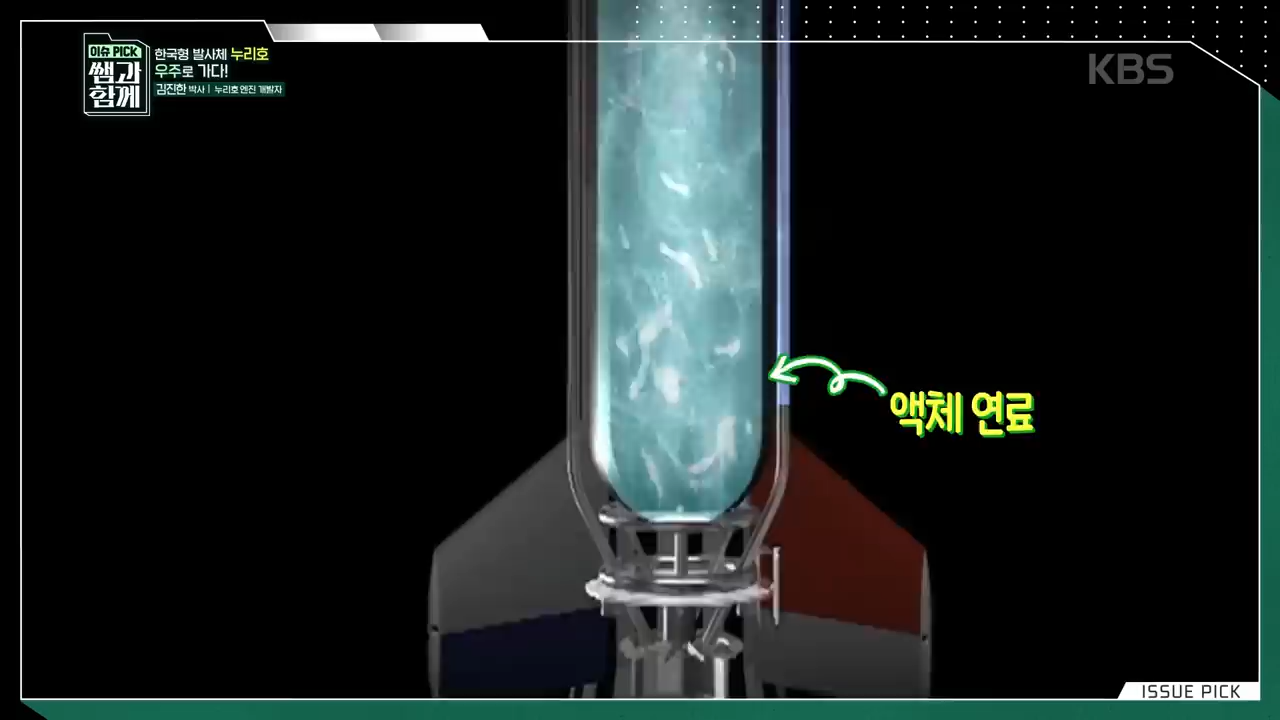 이슈 PICK
쌤과
함께
한국형 발사체 누리호
우주로 가다!
김진한 박사 | 누리호 엔진 개발자
KBS
액체 연료
ISSUE PICK